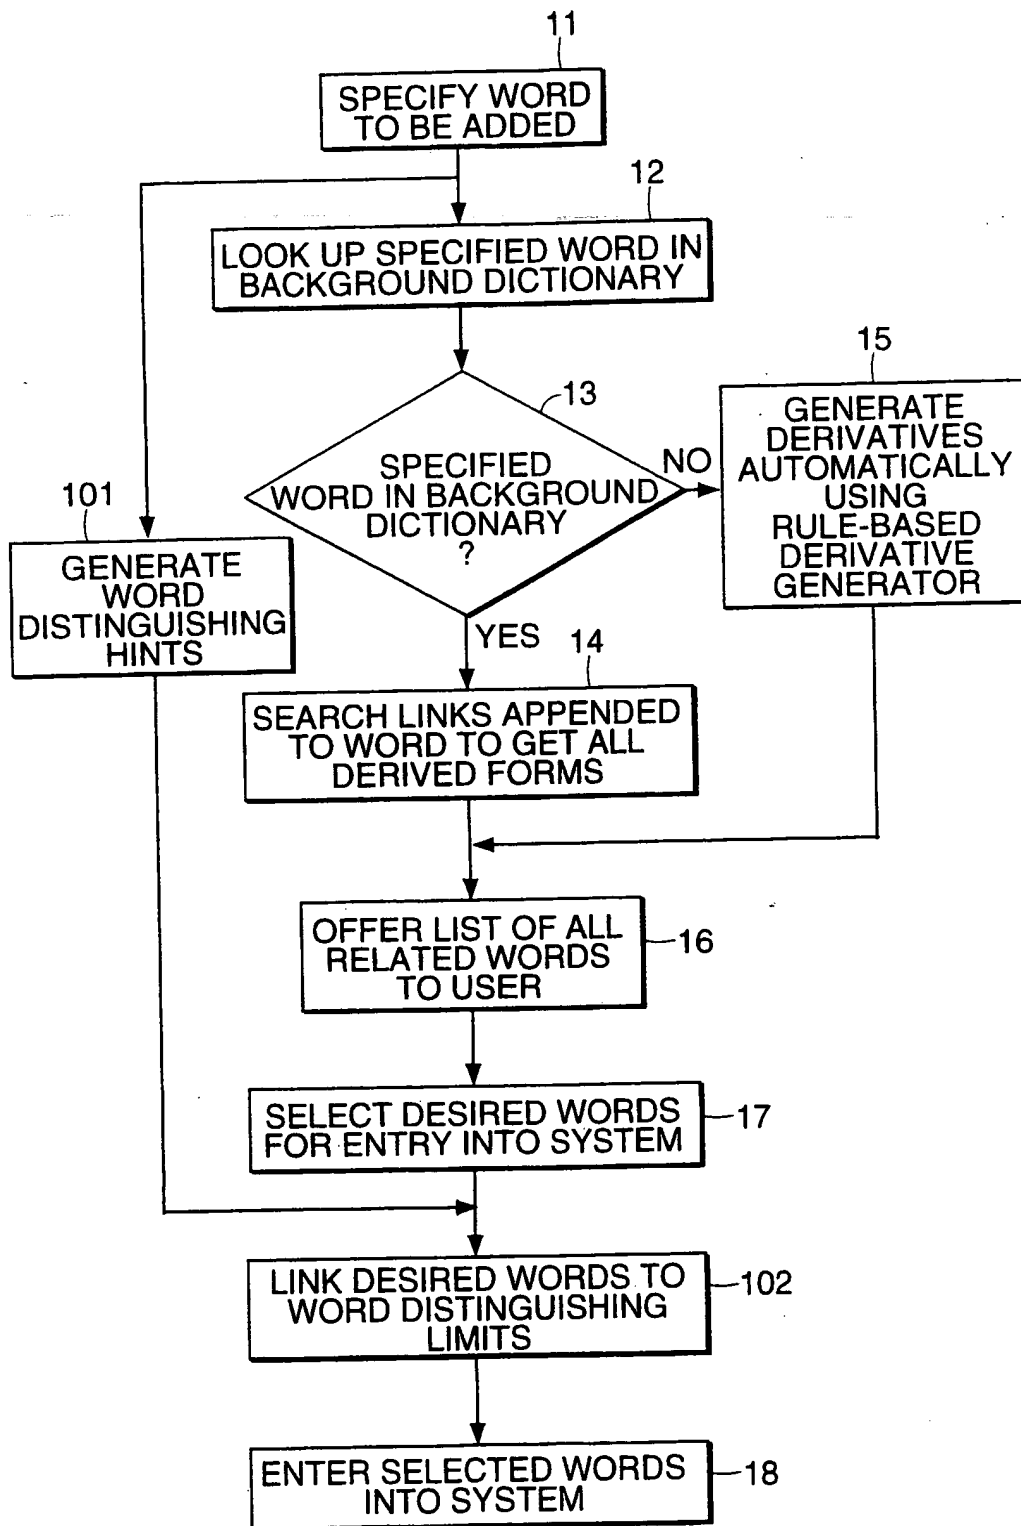 11
SPECIFY WORD
TO BE ADDED
12
LOOK UP SPECIFIED WORD IN
BACKGROUND DICTIONARY
13
SPECIFIED
WORD IN BACKGROUND
DICTIONARY
?
NO
15
GENERATE
DERIVATIVES
AUTOMATICALLY
USING
RULE-BASED
DERIVATIVE
GENERATOR
101
GENERATE
WORD
DISTINGUISHING
HINTS
YES
14
SEARCH LINKS APPENDED
TO WORD TO GET ALL
DERIVED FORMS
OFFER LIST OF ALL
RELATED WORDS
TO USER
16
SELECT DESIRED WORDS
FOR ENTRY INTO SYSTEM
17
LINK DESIRED WORDS TO
WORD DISTINGUISHING
LIMITS
102
ENTER SELECTED WORDS
INTO SYSTEM
18